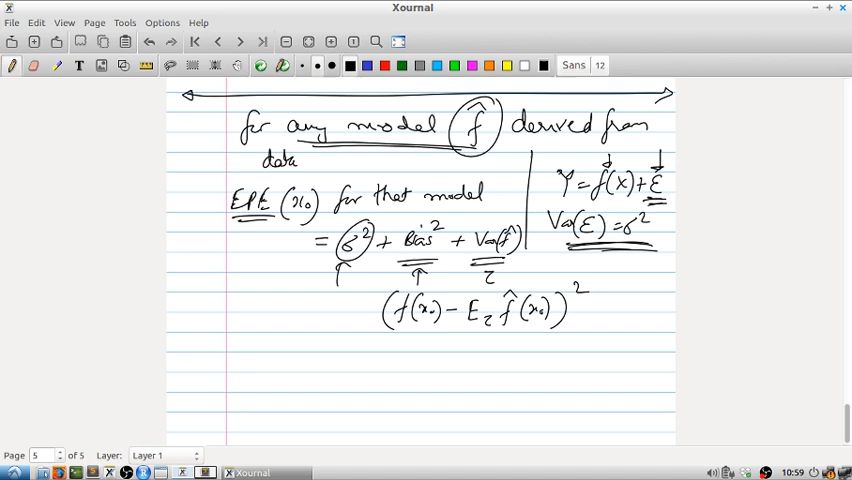 Xournal
File Edit View Page Tools Options Help
Sans 12
for any model f̂ derived from
data
EPE (x₀) for that model
Y = f(X) + ε
Var(ε) = σ²
= σ² + Bias² + Var(f̂)
τ
(f(x₀) − E_τ f̂(x₀))²
Page 5 of 5 Layer: Layer 1
Xournal 10:59